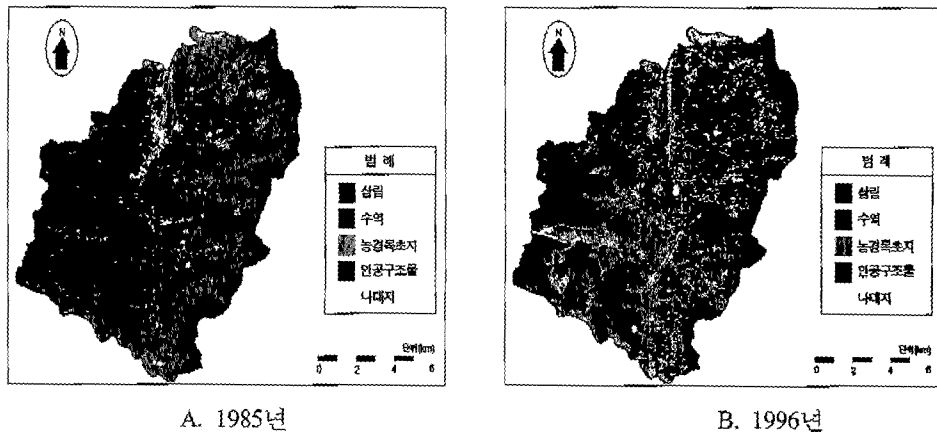 N
범 례
삼림
수역
농경목초지
인공구조물
나대지
단위(km)
0 2 4 6
A. 1985년
N
범 례
삼림
수역
농경목초지
인공구조물
나대지
단위(km)
0 2 4 6
B. 1996년